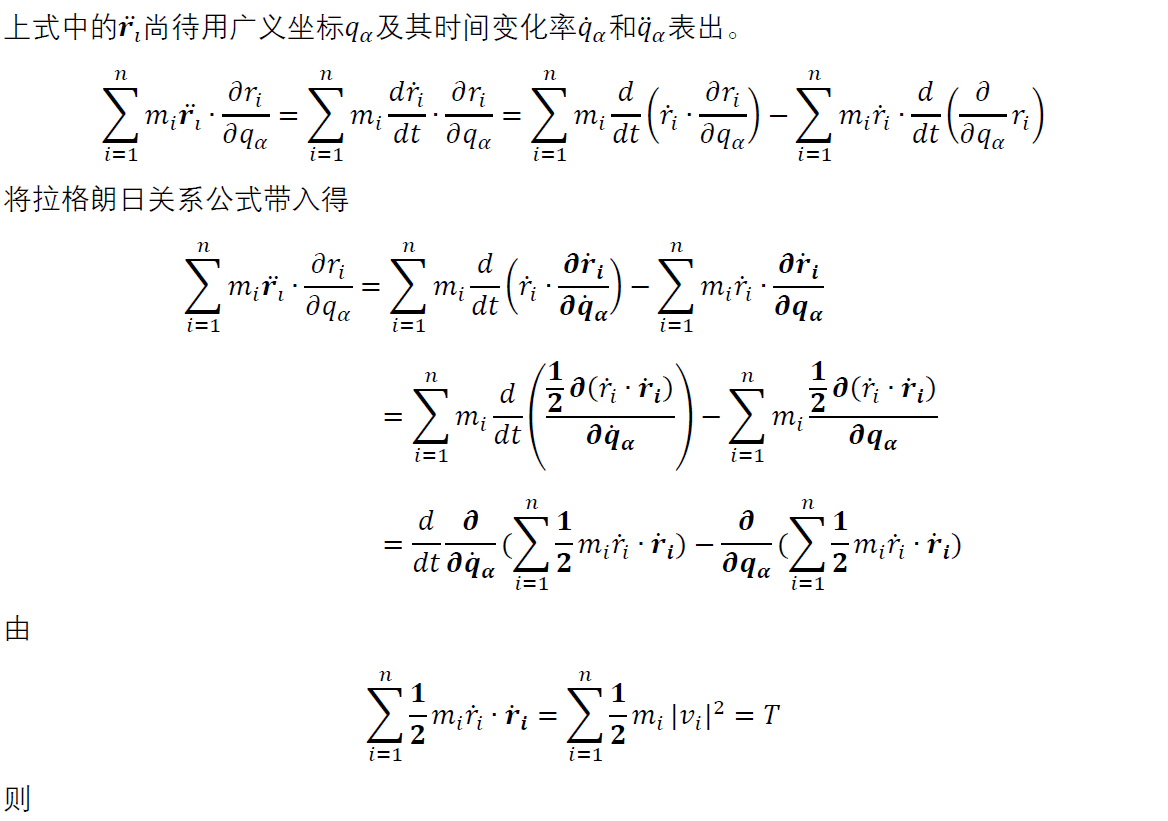 上式中的$\ddot{\boldsymbol{r}}_i$尚待用广义坐标$q_\alpha$及其时间变化率$\dot{q}_\alpha$和$\ddot{q}_\alpha$表出。
$\sum_{i=1}^{n} m_i \ddot{\boldsymbol{r}}_i \cdot \frac{\partial r_i}{\partial q_\alpha} = \sum_{i=1}^{n} m_i \frac{d\dot{r}_i}{dt} \cdot \frac{\partial r_i}{\partial q_\alpha} = \sum_{i=1}^{n} m_i \frac{d}{dt} \left( \dot{r}_i \cdot \frac{\partial r_i}{\partial q_\alpha} \right) - \sum_{i=1}^{n} m_i \dot{r}_i \cdot \frac{d}{dt} \left( \frac{\partial}{\partial q_\alpha} r_i \right)$
将拉格朗日关系公式带入得
$\sum_{i=1}^{n} m_i \ddot{\boldsymbol{r}}_i \cdot \frac{\partial r_i}{\partial q_\alpha} = \sum_{i=1}^{n} m_i \frac{d}{dt} \left( \dot{r}_i \cdot \frac{\boldsymbol{\partial \dot{r}_i}}{\boldsymbol{\partial \dot{q}_\alpha}} \right) - \sum_{i=1}^{n} m_i \dot{r}_i \cdot \frac{\boldsymbol{\partial \dot{r}_i}}{\boldsymbol{\partial q_\alpha}}$
$= \sum_{i=1}^{n} m_i \frac{d}{dt} \left( \frac{\boldsymbol{\frac{1}{2} \partial} (\dot{r}_i \cdot \boldsymbol{\dot{r}_i})}{\boldsymbol{\partial \dot{q}_\alpha}} \right) - \sum_{i=1}^{n} m_i \frac{\boldsymbol{\frac{1}{2} \partial} (\dot{r}_i \cdot \boldsymbol{\dot{r}_i})}{\boldsymbol{\partial q_\alpha}}$
$= \frac{d}{dt} \frac{\boldsymbol{\partial}}{\boldsymbol{\partial \dot{q}_\alpha}} ( \sum_{i=1}^{n} \boldsymbol{\frac{1}{2}} m_i \dot{r}_i \cdot \boldsymbol{\dot{r}_i} ) - \frac{\boldsymbol{\partial}}{\boldsymbol{\partial q_\alpha}} ( \sum_{i=1}^{n} \boldsymbol{\frac{1}{2}} m_i \dot{r}_i \cdot \boldsymbol{\dot{r}_i} )$
由
$\sum_{i=1}^{n} \boldsymbol{\frac{1}{2}} m_i \dot{r}_i \cdot \boldsymbol{\dot{r}_i} = \sum_{i=1}^{n} \boldsymbol{\frac{1}{2}} m_i |v_i|^2 = T$
则